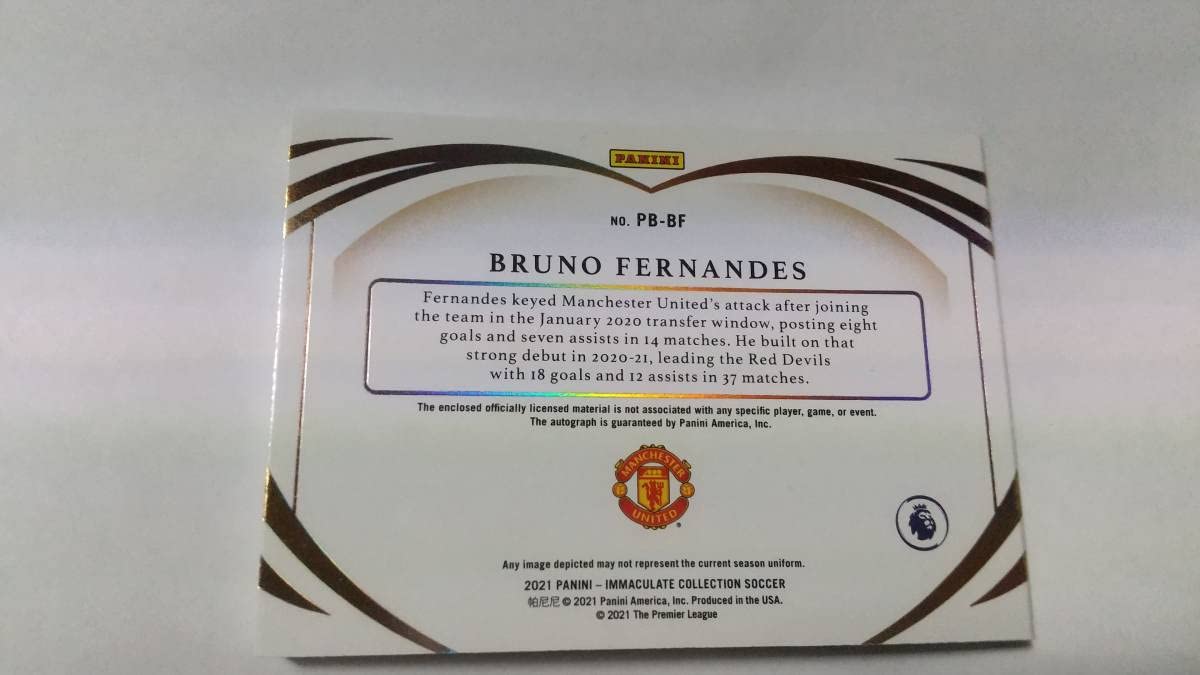 PANINI
NO. PB-BF
BRUNO FERNANDES
Fernandes keyed Manchester United's attack after joining
the team in the January 2020 transfer window, posting eight
goals and seven assists in 14 matches. He built on that
strong debut in 2020-21, leading the Red Devils
with 18 goals and 12 assists in 37 matches.
The enclosed officially licensed material is not associated with any specific player, game, or event.
The autograph is guaranteed by Panini America, Inc.
MANCHESTER
UNITED
®
Any image depicted may not represent the current season uniform.
2021 PANINI – IMMACULATE COLLECTION SOCCER
帕尼尼 © 2021 Panini America, Inc. Produced in the USA.
© 2021 The Premier League